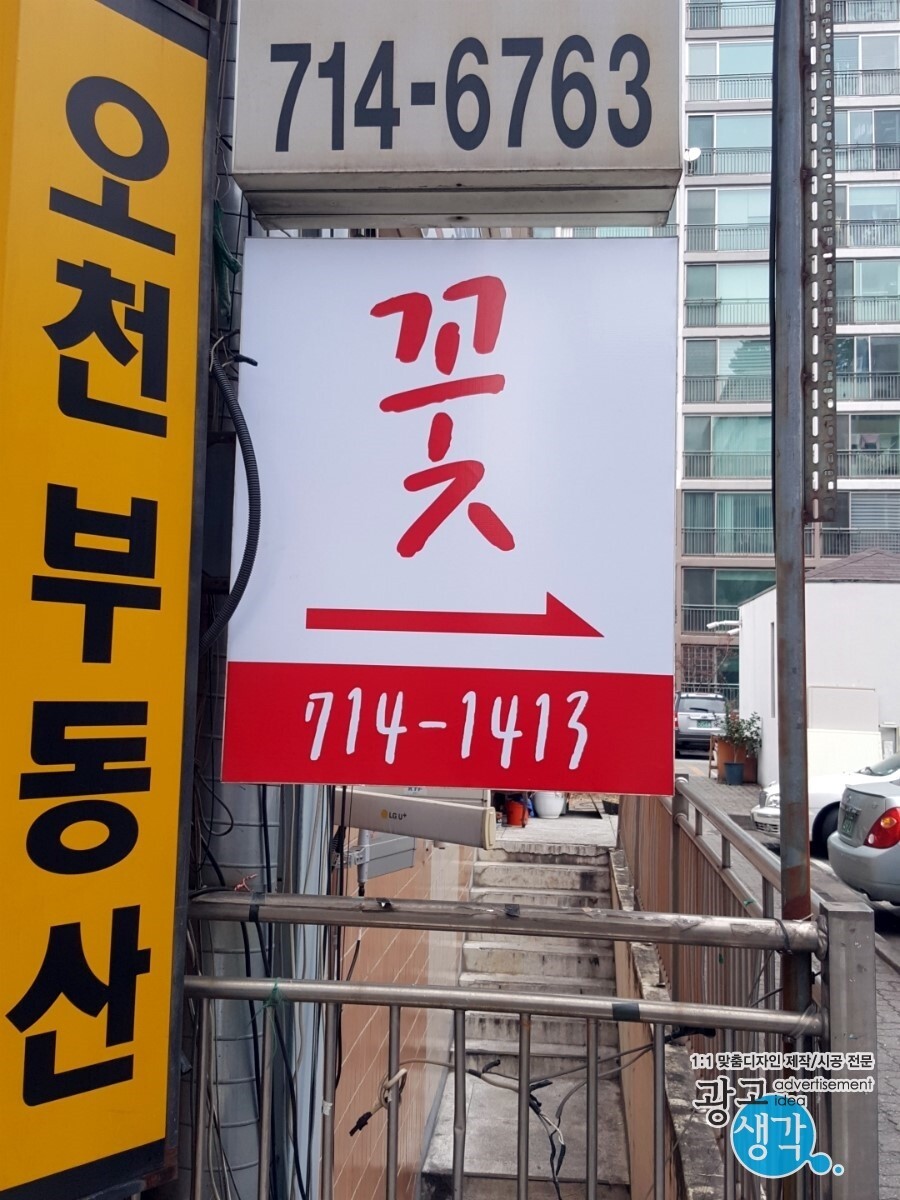 714-6763
오천부동산
꽃
714-1413
LG U+
1:1 맞춤디자인 제작/시공 전문
광고 advertisement
idea
생각